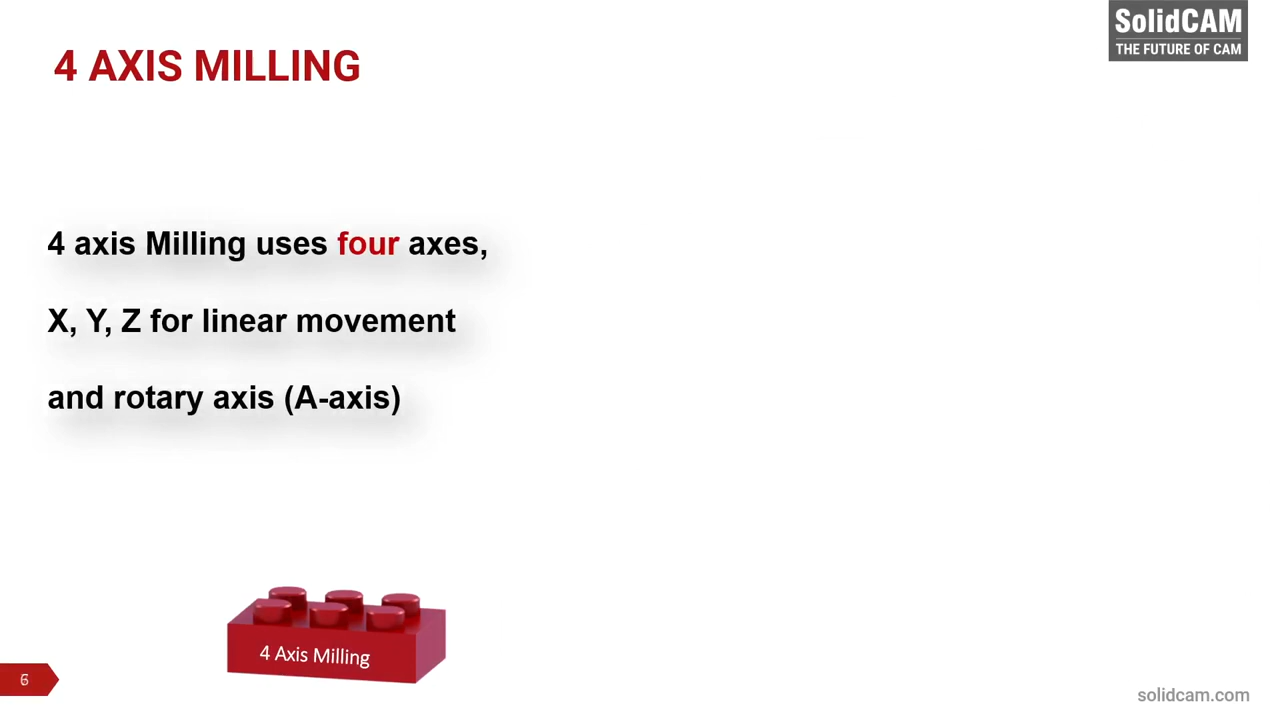 SolidCAM
THE FUTURE OF CAM
4 AXIS MILLING
4 axis Milling uses four axes,
X, Y, Z for linear movement
and rotary axis (A-axis)
4 Axis Milling
solidcam.com